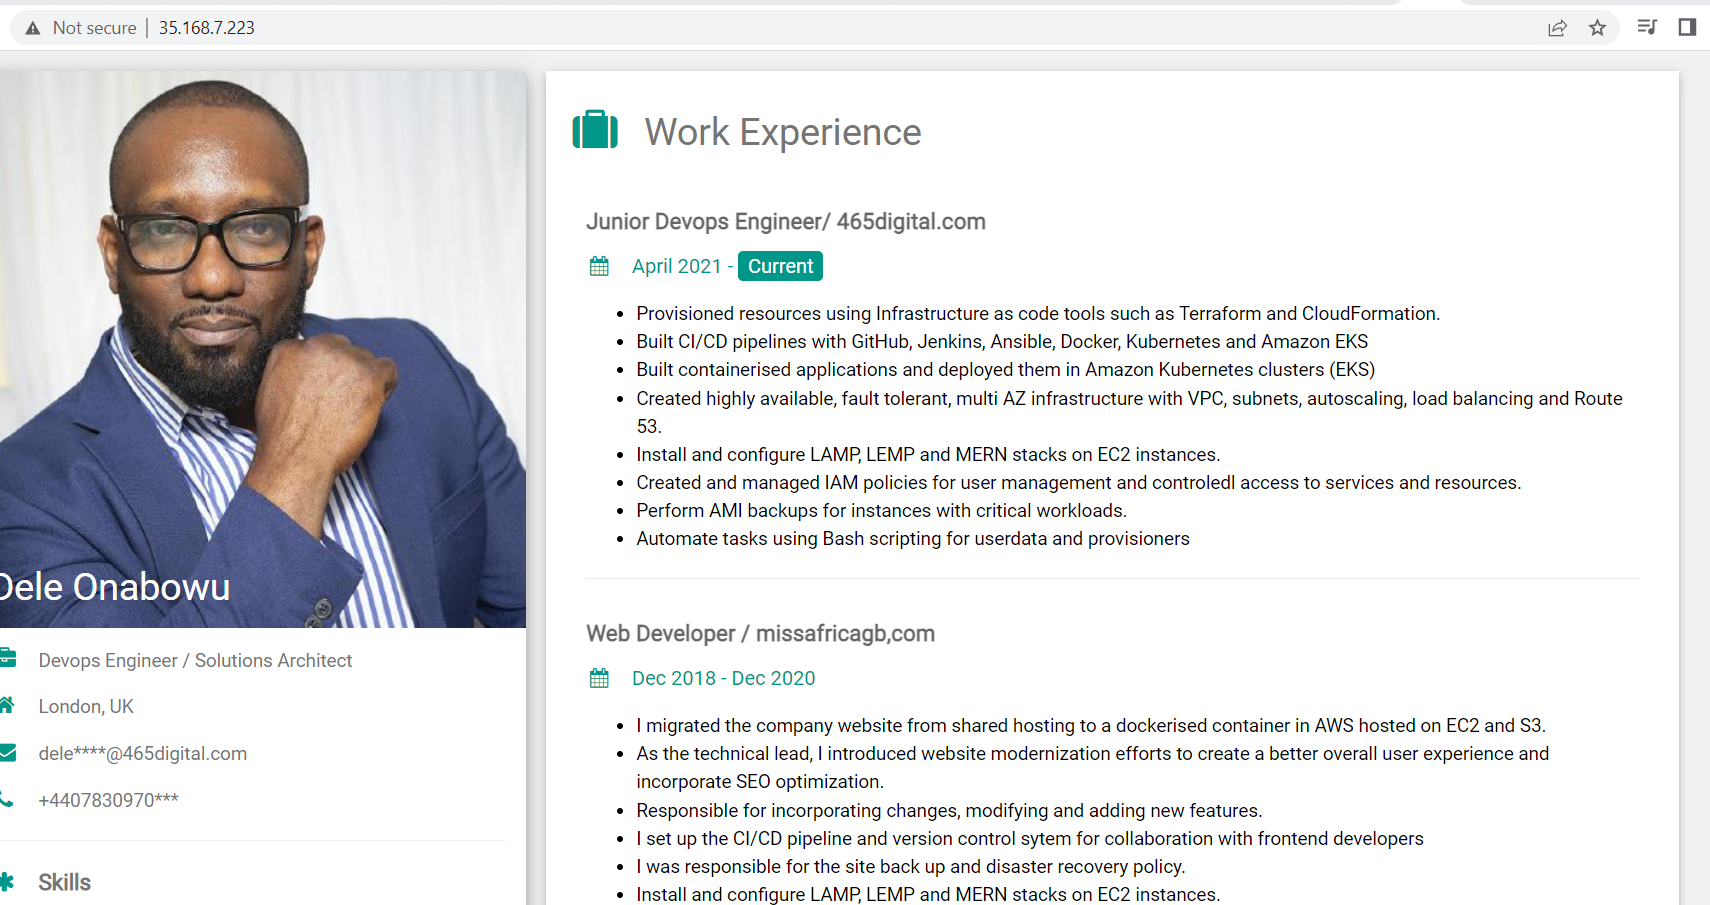 Not secure | 35.168.7.223
Dele Onabowu
Devops Engineer / Solutions Architect
London, UK
dele****@465digital.com
+4407830970***
Skills
Work Experience
Junior Devops Engineer/ 465digital.com
April 2021 - Current
Provisioned resources using Infrastructure as code tools such as Terraform and CloudFormation.
Built CI/CD pipelines with GitHub, Jenkins, Ansible, Docker, Kubernetes and Amazon EKS
Built containerised applications and deployed them in Amazon Kubernetes clusters (EKS)
Created highly available, fault tolerant, multi AZ infrastructure with VPC, subnets, autoscaling, load balancing and Route
53.
Install and configure LAMP, LEMP and MERN stacks on EC2 instances.
Created and managed IAM policies for user management and controledl access to services and resources.
Perform AMI backups for instances with critical workloads.
Automate tasks using Bash scripting for userdata and provisioners
Web Developer / missafricagb,com
Dec 2018 - Dec 2020
I migrated the company website from shared hosting to a dockerised container in AWS hosted on EC2 and S3.
As the technical lead, I introduced website modernization efforts to create a better overall user experience and
incorporate SEO optimization.
Responsible for incorporating changes, modifying and adding new features.
I set up the CI/CD pipeline and version control sytem for collaboration with frontend developers
I was responsible for the site back up and disaster recovery policy.
Install and configure LAMP, LEMP and MERN stacks on EC2 instances.